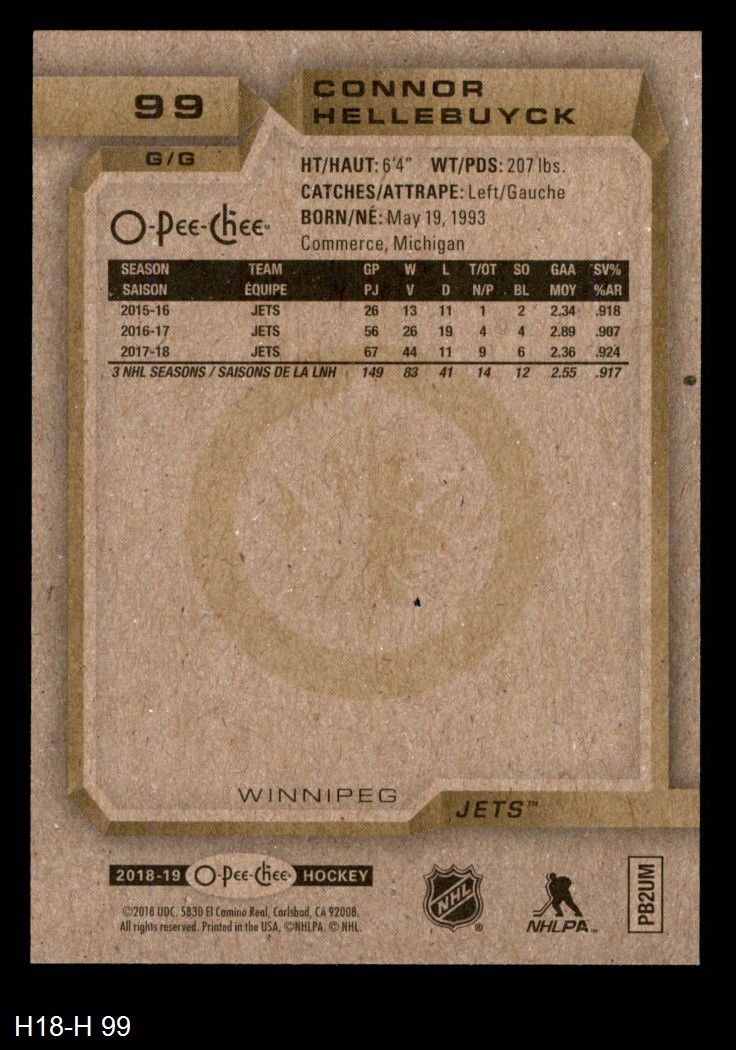 99
CONNOR
HELLEBUYCK
G/G
HT/HAUT: 6'4" WT/PDS: 207 lbs.
CATCHES/ATTRAPE: Left/Gauche
BORN/NÉ: May 19, 1993
Commerce, Michigan
O-Pee-Chee
SEASON TEAM GP W L T/OT SO GAA SV%
SAISON ÉQUIPE PJ V D N/P BL MOY %AR
2015-16 JETS 26 13 11 1 2 2.34 .918
2016-17 JETS 56 26 19 4 4 2.89 .907
2017-18 JETS 67 44 11 9 6 2.36 .924
3 NHL SEASONS / SAISONS DE LA LNH 149 83 41 14 12 2.55 .917
WINNIPEG
JETS™
2018-19 O-Pee-Chee HOCKEY
©2018 UDC. 5830 El Camino Real, Carlsbad, CA 92008.
All rights reserved. Printed in the USA. ©NHLPA. © NHL.
NHL ®
NHLPA™
PB2UM
H18-H 99